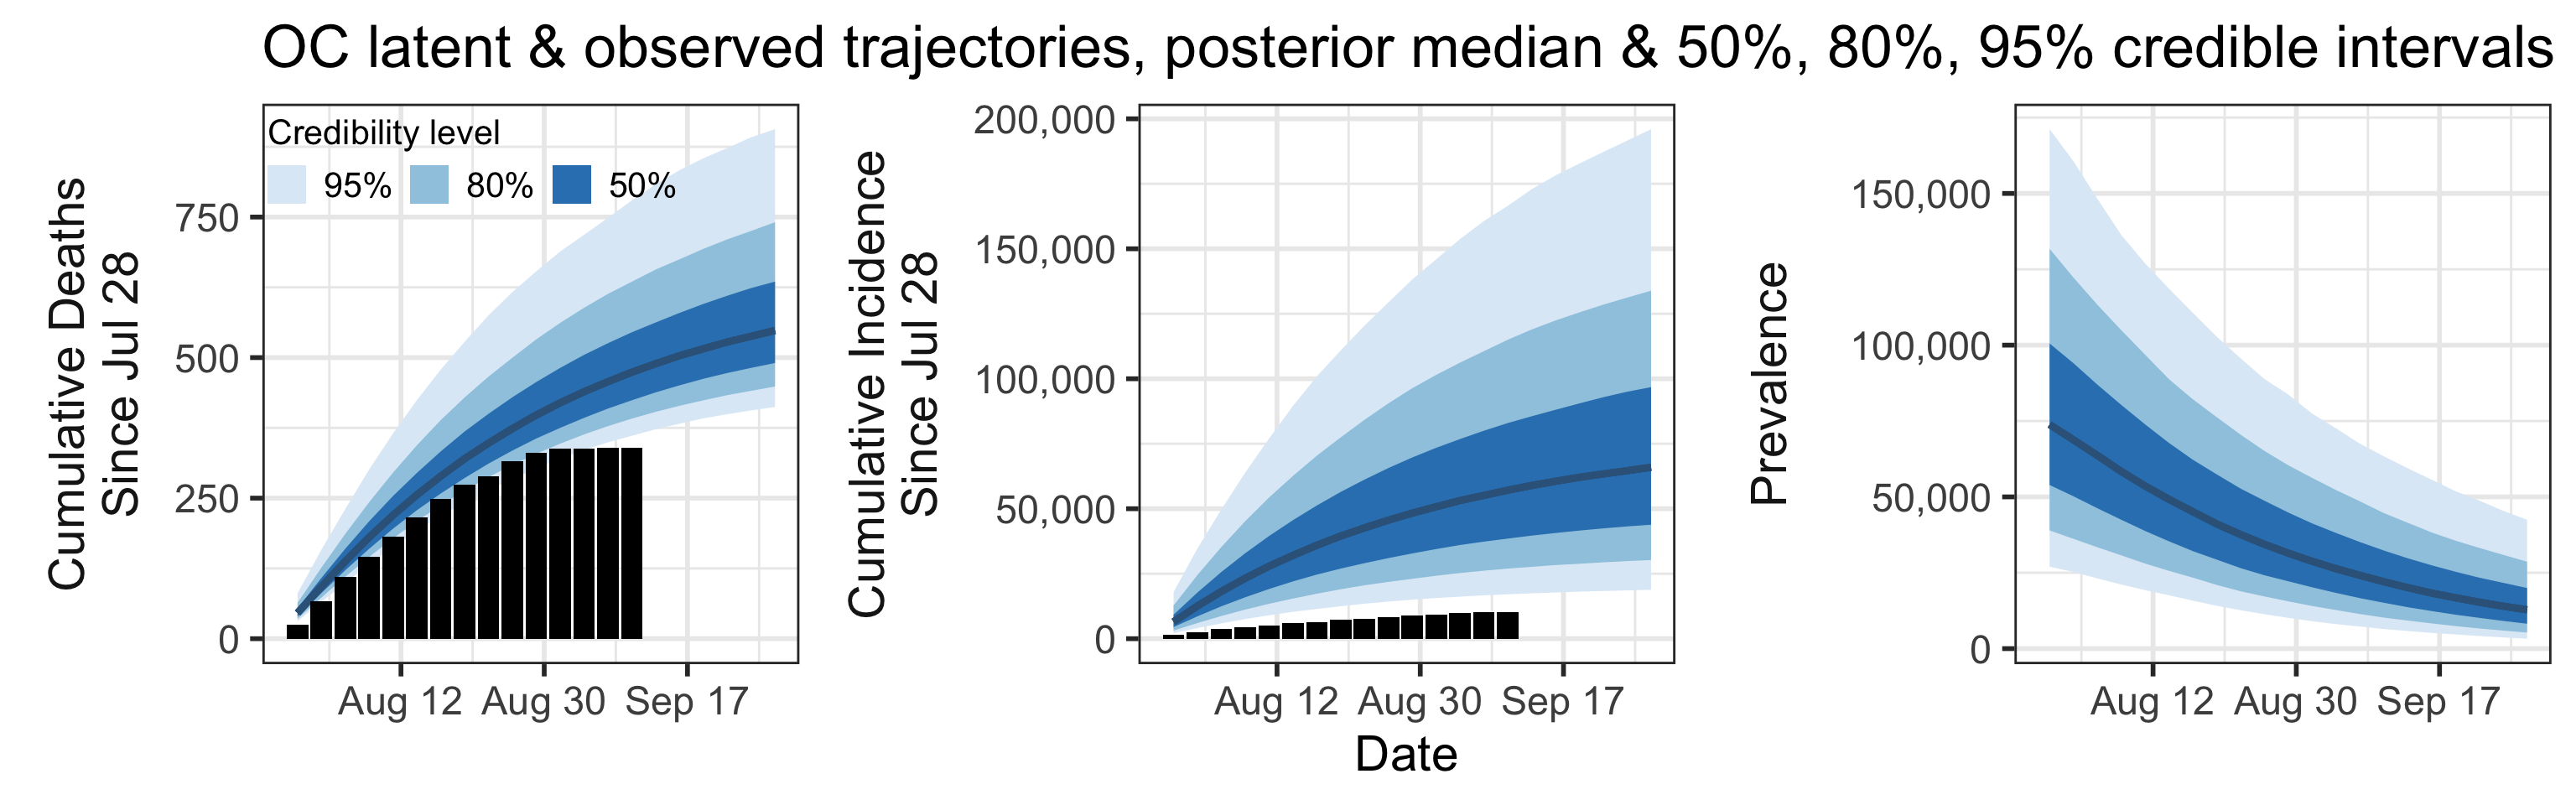 OC latent & observed trajectories, posterior median & 50%, 80%, 95% credible intervals
Cumulative Deaths
Since Jul 28
Credibility level
95% 80% 50%
750
500
250
0
Aug 12 Aug 30 Sep 17
Cumulative Incidence
Since Jul 28
200,000
150,000
100,000
50,000
0
Aug 12 Aug 30 Sep 17
Prevalence
150,000
100,000
50,000
0
Aug 12 Aug 30 Sep 17
Date